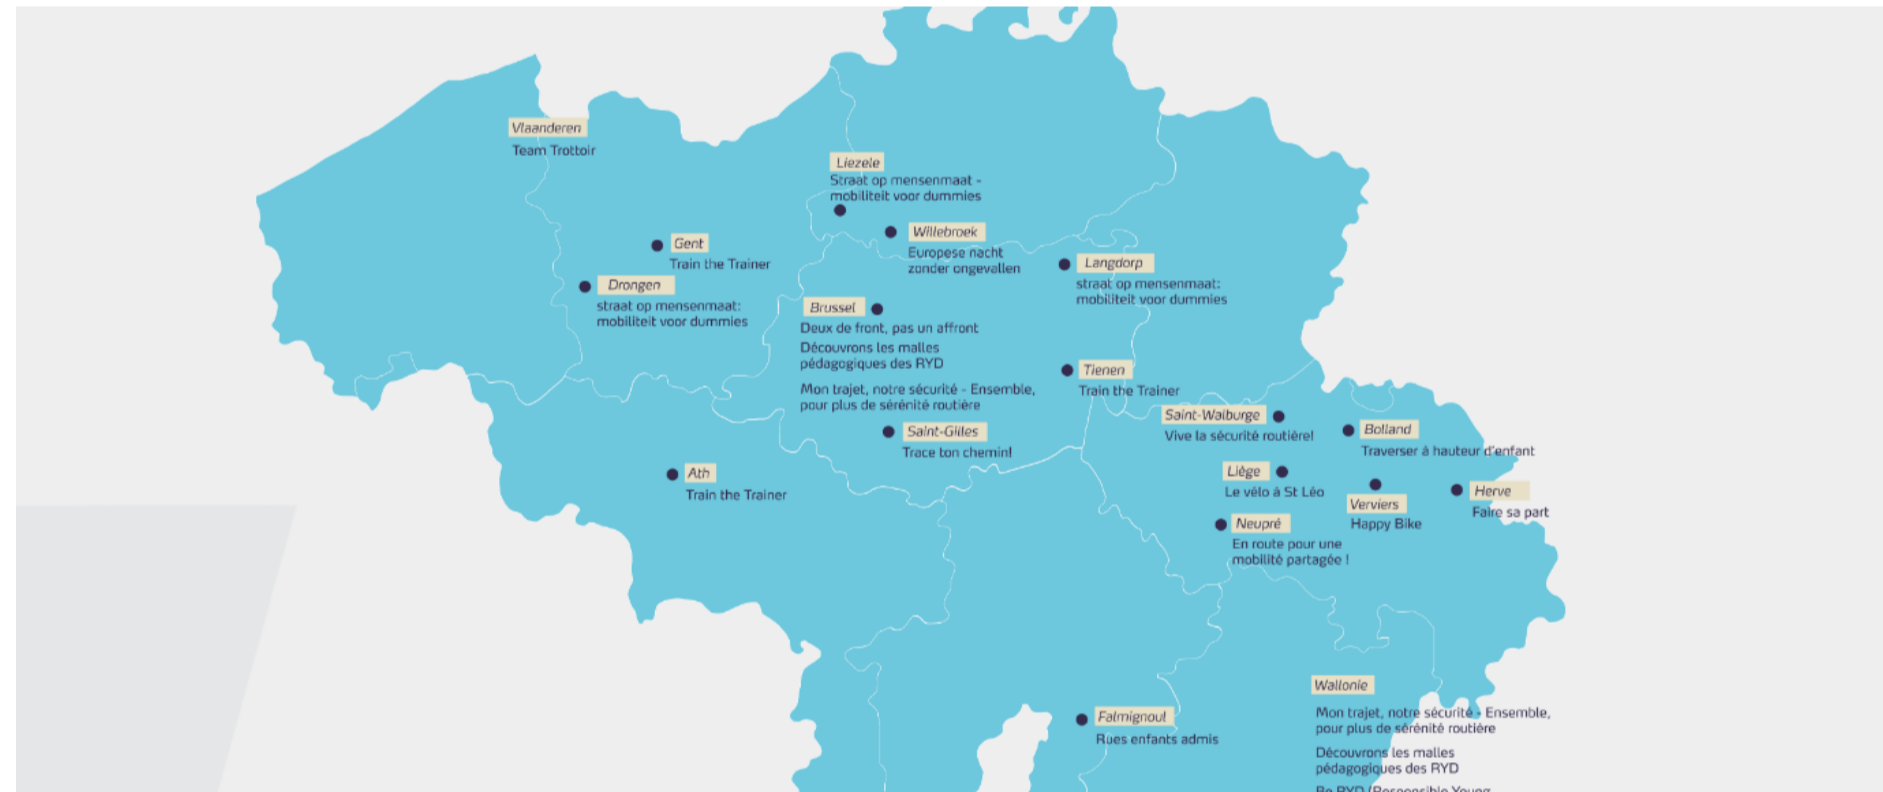 Vlaanderen
Team Trottoir
Liezele
Straat op mensenmaat -
mobiliteit voor dummies
Willebroek
Europese nacht
zonder ongevallen
Gent
Train the Trainer
Drongen
straat op mensenmaat:
mobiliteit voor dummies
Langdorp
straat op mensenmaat:
mobiliteit voor dummies
Brussel
Deux de front, pas un affront
Découvrons les malles
pédagogiques des RYD
Mon trajet, notre sécurité - Ensemble,
pour plus de sérénité routière
Tienen
Train the Trainer
Saint-Gilles
Trace ton chemin!
Saint-Walburge
Vive la sécurité routière!
Bolland
Traverser à hauteur d'enfant
Ath
Train the Trainer
Liège
Le vélo à St Léo
Verviers
Happy Bike
Herve
Faire sa part
Neupré
En route pour une
mobilité partagée !
Falmignoul
Rues enfants admis
Wallonie
Mon trajet, notre sécurité - Ensemble,
pour plus de sérénité routière
Découvrons les malles
pédagogiques des RYD
Be RYD (Responsible Young